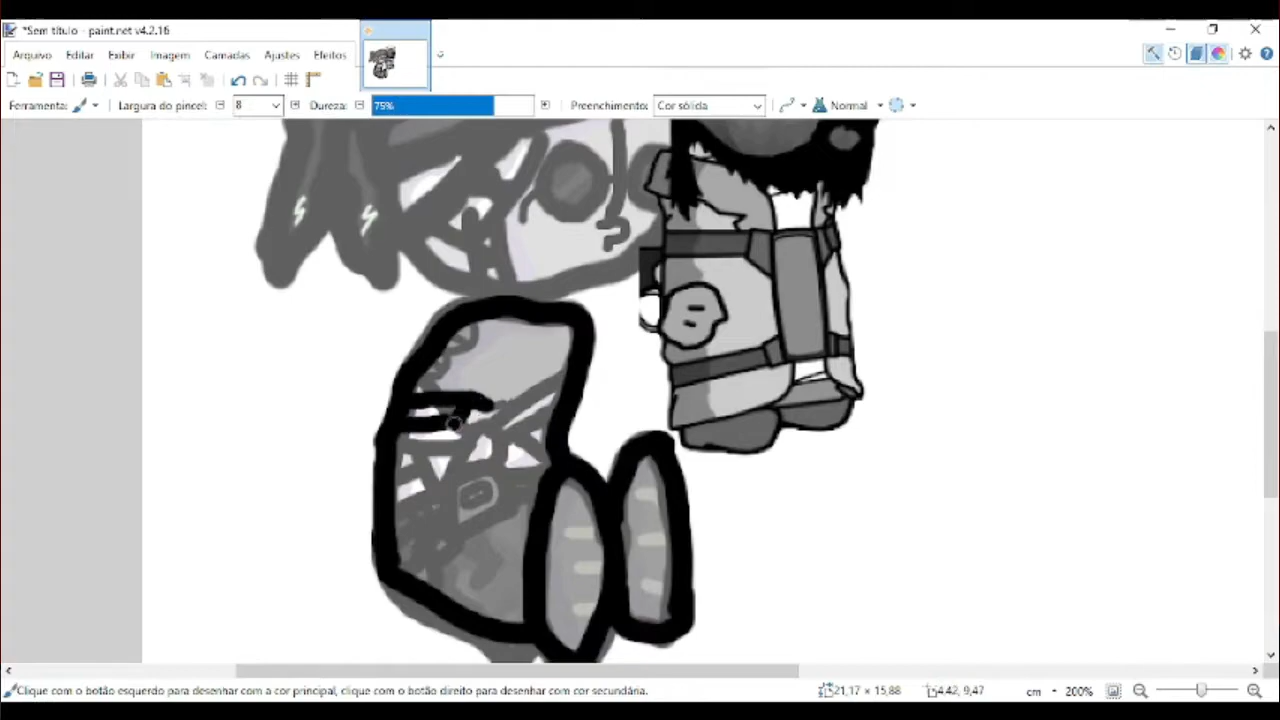 *Sem título - paint.net v4.2.16
Arquivo Editar Exibir Imagem Camadas Ajustes Efeitos
Ferramenta: Largura do pincel: 8 Dureza: 75% Preenchimento: Cor sólida Normal
Clique com o botão esquerdo para desenhar com a cor principal, clique com o botão direito para desenhar com cor secundária. 21,17 × 15,88 4,42, 9,47 cm 200%